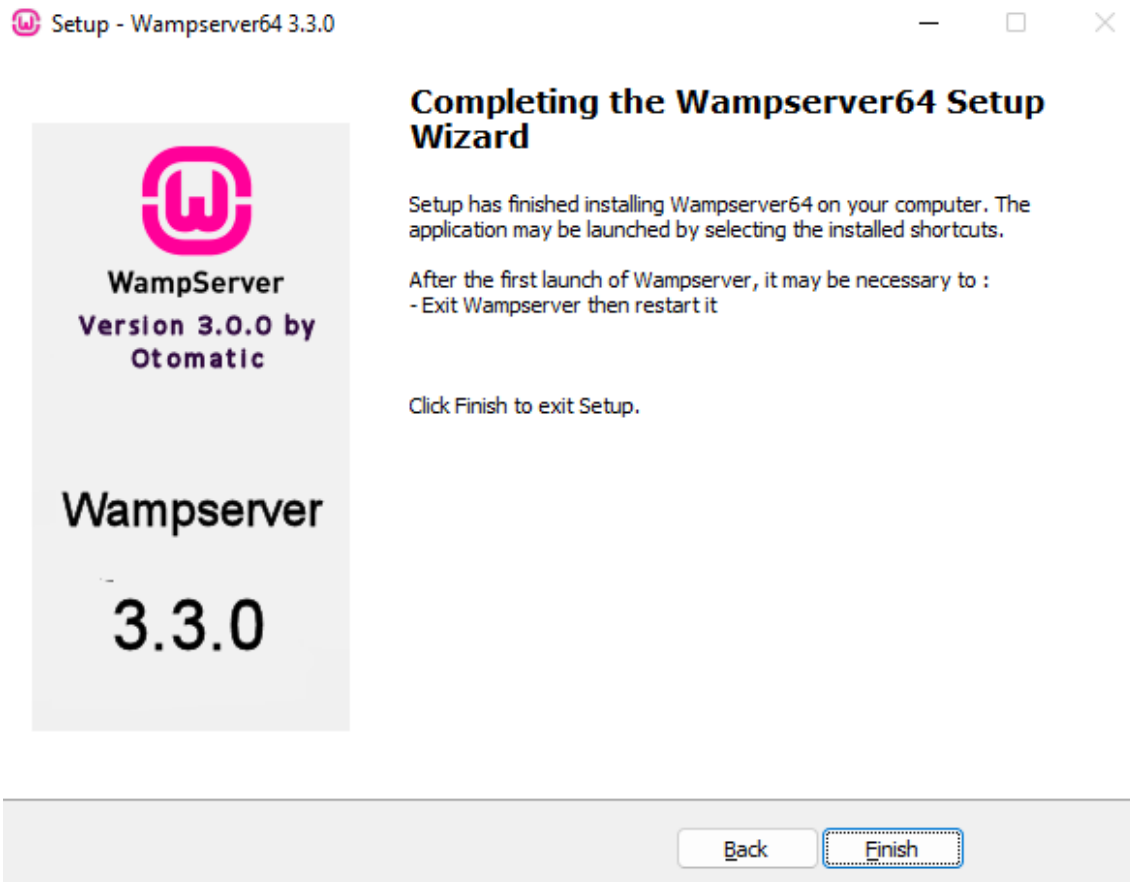 Setup - Wampserver64 3.3.0
Completing the Wampserver64 Setup
Wizard
WampServer
Version 3.0.0 by
Otomatic
Wampserver
3.3.0
Setup has finished installing Wampserver64 on your computer. The
application may be launched by selecting the installed shortcuts.
After the first launch of Wampserver, it may be necessary to :
- Exit Wampserver then restart it
Click Finish to exit Setup.
Back
Finish